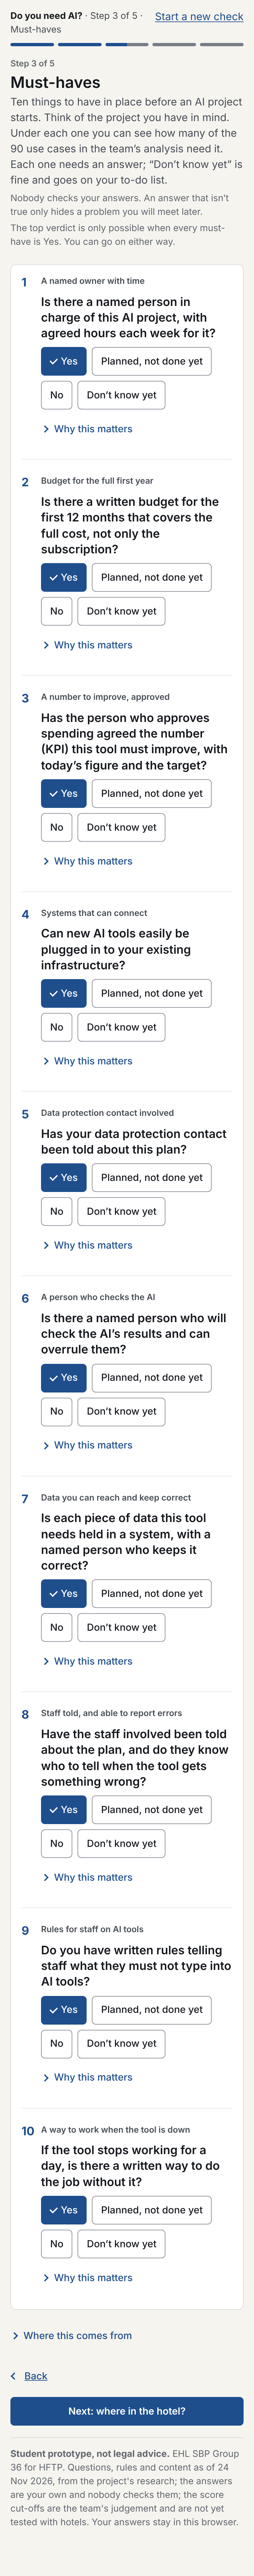 Do you need AI? · Step 3 of 5 ·
Must-haves
Start a new check
Step 3 of 5
Must-haves
Ten things to have in place before an AI project
starts. Think of the product you have in mind.
Under each one you can see how many of the
90 use cases in the team's analysis need it.
Each one needs an answer; “Don't know yet” is
fine and goes on your to-do list.
Nobody checks your answers. An answer that isn't
true only hides a problem you will meet later.
The top verdict is only possible when every must-
have is Yes. You can go on either way.
1 A named owner with time
Is there a named person in
charge of this AI project, with
agreed hours each week for it?
✓ Yes Planned, not done yet
No Don't know yet
> Why this matters
2 Budget for the full first year
Is there a written budget for the
first 12 months that covers the
full cost, not only the
subscription?
✓ Yes Planned, not done yet
No Don't know yet
> Why this matters
3 A number to improve, approved
Has the person who approves
spending agreed the number
(KPI) this tool must improve, with
today's figure and the target?
✓ Yes Planned, not done yet
No Don't know yet
> Why this matters
4 Systems that can connect
Can new AI tools easily be
plugged in to your existing
infrastructure?
✓ Yes Planned, not done yet
No Don't know yet
> Why this matters
5 Data protection contact involved
Has your data protection contact
been told about this plan?
✓ Yes Planned, not done yet
No Don't know yet
> Why this matters
6 A person who checks the AI
Is there a named person who will
check the AI's results and can
overrule them?
✓ Yes Planned, not done yet
No Don't know yet
> Why this matters
7 Data you can reach and keep correct
Is each piece of data this tool
needs held in a system, with a
named person who keeps it
correct?
✓ Yes Planned, not done yet
No Don't know yet
> Why this matters
8 Staff told, and able to report errors
Have the staff involved been told
about the plan, and do they know
who to tell when the tool gets
something wrong?
✓ Yes Planned, not done yet
No Don't know yet
> Why this matters
9 Rules for staff on AI tools
Do you have written rules telling
staff what they must not type into
AI tools?
✓ Yes Planned, not done yet
No Don't know yet
> Why this matters
10 A way to work when the tool is down
If the tool stops working for a
day, is there a written way to do
the job without it?
✓ Yes Planned, not done yet
No Don't know yet
> Why this matters
> Where this comes from
< Back
Next: where in the hotel?
Student prototype, not legal advice. EHL SBP Group
36 for HFTP. Questions, rules and content as of 24
Nov 2026, from the project's research; the answers
are your own and nobody checks them; the score
cut-offs are the team's judgement and are not yet
tested with hotels. Your answers stay in this browser.